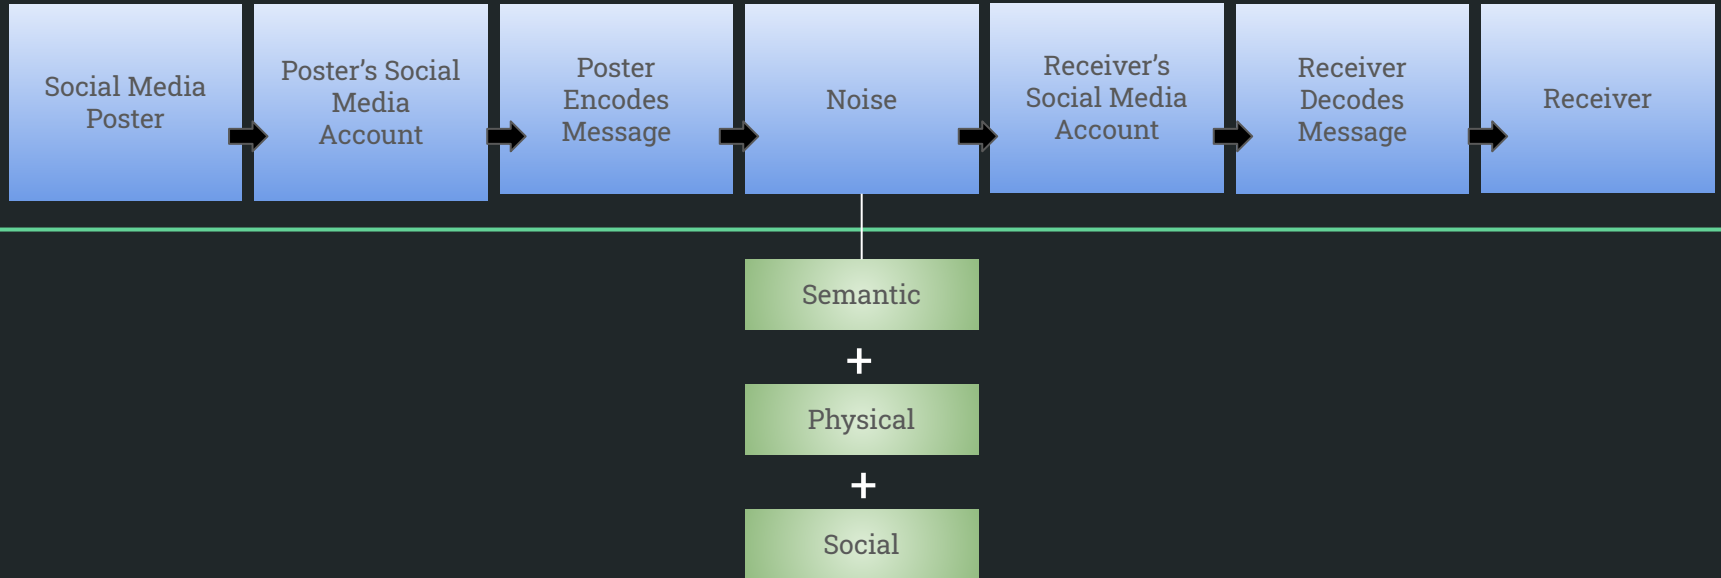 Social Media
Poster
Poster’s Social
Media
Account
Poster
Encodes
Message
Noise
Receiver’s
Social Media
Account
Receiver
Decodes
Message
Receiver
Semantic
+
Physical
+
Social